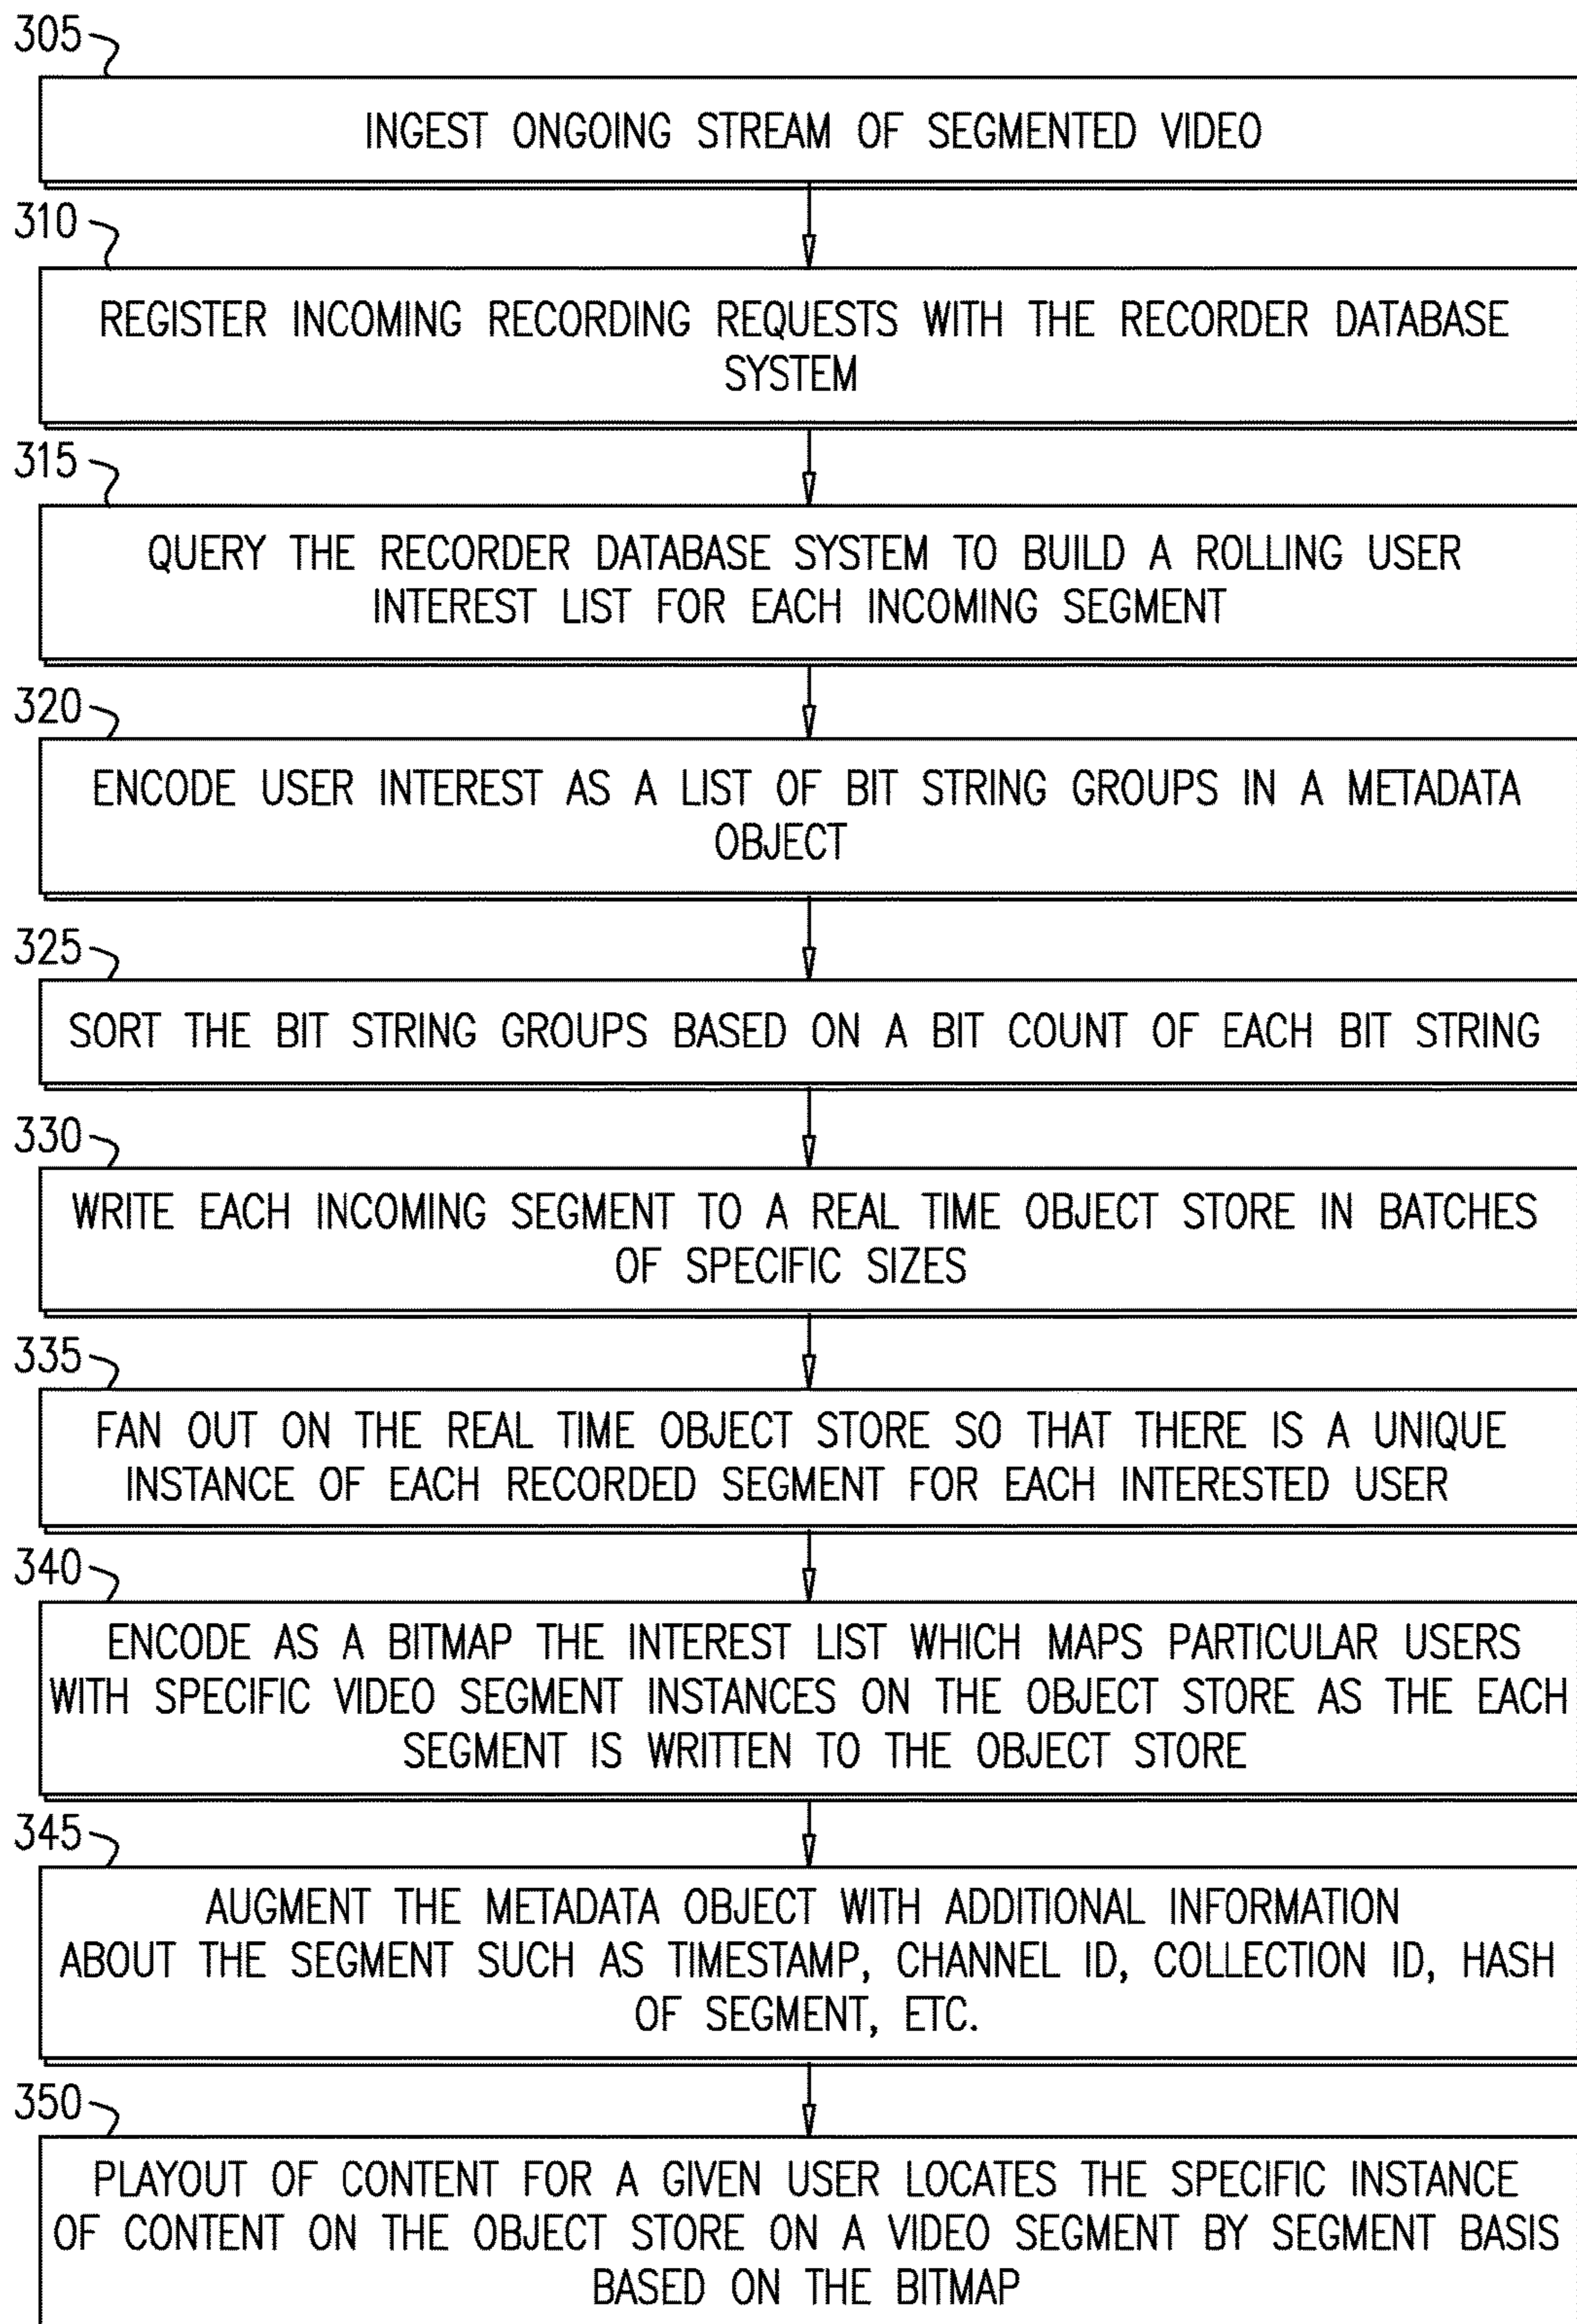 305
INGEST ONGOING STREAM OF SEGMENTED VIDEO
310
REGISTER INCOMING RECORDING REQUESTS WITH THE RECORDER DATABASE
SYSTEM
315
QUERY THE RECORDER DATABASE SYSTEM TO BUILD A ROLLING USER
INTEREST LIST FOR EACH INCOMING SEGMENT
320
ENCODE USER INTEREST AS A LIST OF BIT STRING GROUPS IN A METADATA
OBJECT
325
SORT THE BIT STRING GROUPS BASED ON A BIT COUNT OF EACH BIT STRING
330
WRITE EACH INCOMING SEGMENT TO A REAL TIME OBJECT STORE IN BATCHES
OF SPECIFIC SIZES
335
FAN OUT ON THE REAL TIME OBJECT STORE SO THAT THERE IS A UNIQUE
INSTANCE OF EACH RECORDED SEGMENT FOR EACH INTERESTED USER
340
ENCODE AS A BITMAP THE INTEREST LIST WHICH MAPS PARTICULAR USERS
WITH SPECIFIC VIDEO SEGMENT INSTANCES ON THE OBJECT STORE AS THE EACH
SEGMENT IS WRITTEN TO THE OBJECT STORE
345
AUGMENT THE METADATA OBJECT WITH ADDITIONAL INFORMATION
ABOUT THE SEGMENT SUCH AS TIMESTAMP, CHANNEL ID, COLLECTION ID, HASH
OF SEGMENT, ETC.
350
PLAYOUT OF CONTENT FOR A GIVEN USER LOCATES THE SPECIFIC INSTANCE
OF CONTENT ON THE OBJECT STORE ON A VIDEO SEGMENT BY SEGMENT BASIS
BASED ON THE BITMAP